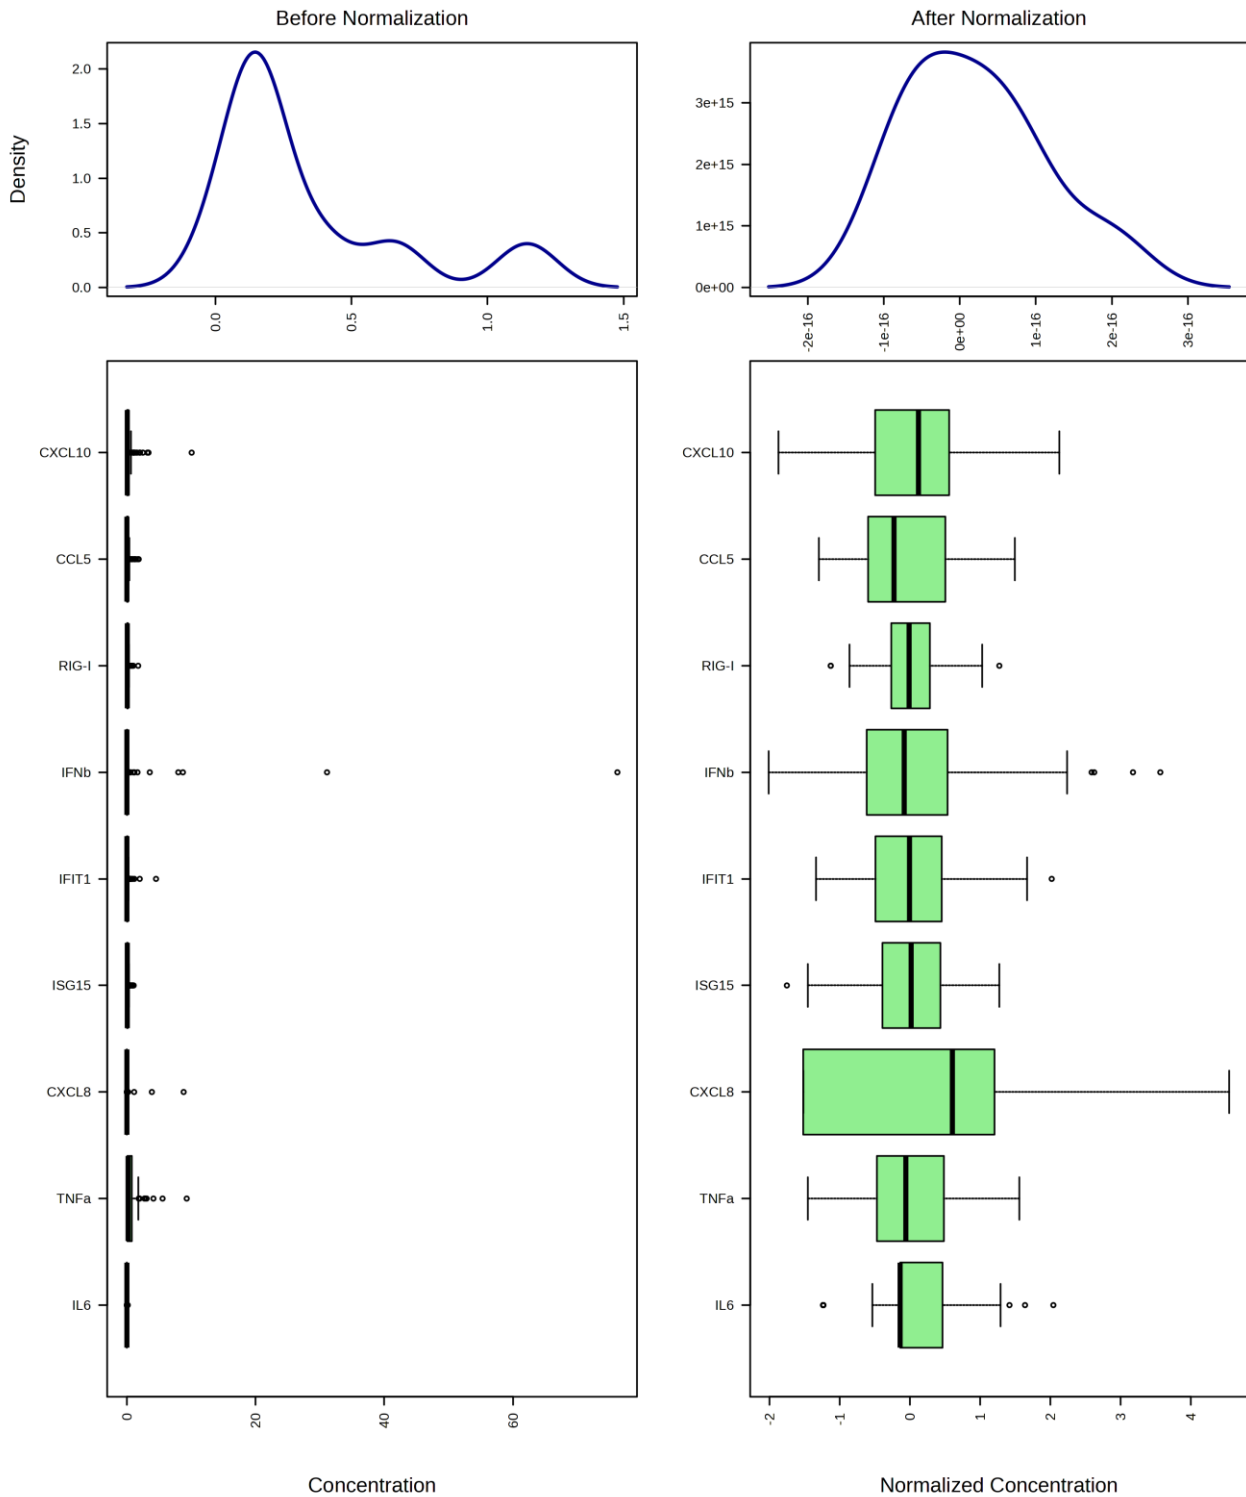 Before Normalization
After Normalization
Density
2.0
1.5
1.0
0.5
0.0
0.0
0.5
1.0
1.5
3e+15
2e+15
1e+15
0e+00
-2e-16
-1e-16
0e+00
1e-16
2e-16
3e-16
CXCL10
CCL5
RIG-I
IFNb
IFIT1
ISG15
CXCL8
TNFa
IL6
0
20
40
60
Concentration
CXCL10
CCL5
RIG-I
IFNb
IFIT1
ISG15
CXCL8
TNFa
IL6
-2
-1
0
1
2
3
4
Normalized Concentration